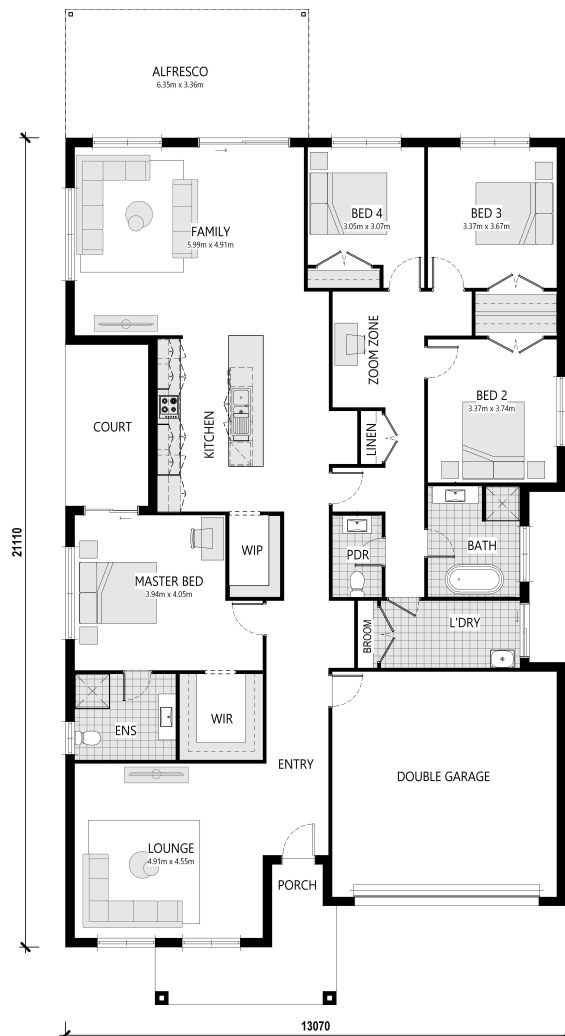 ALFRESCO
6.35m x 3.36m
FAMILY
5.99m x 4.91m
BED 4
3.05m x 3.07m
BED 3
3.37m x 3.67m
ZOOM ZONE
COURT
KITCHEN
BED 2
3.37m x 3.74m
LINEN
21110
WIP
PDR
BATH
MASTER BED
3.94m x 4.05m
BROOM
L'DRY
WIR
ENS
ENTRY
DOUBLE GARAGE
LOUNGE
4.91m x 4.55m
PORCH
13070